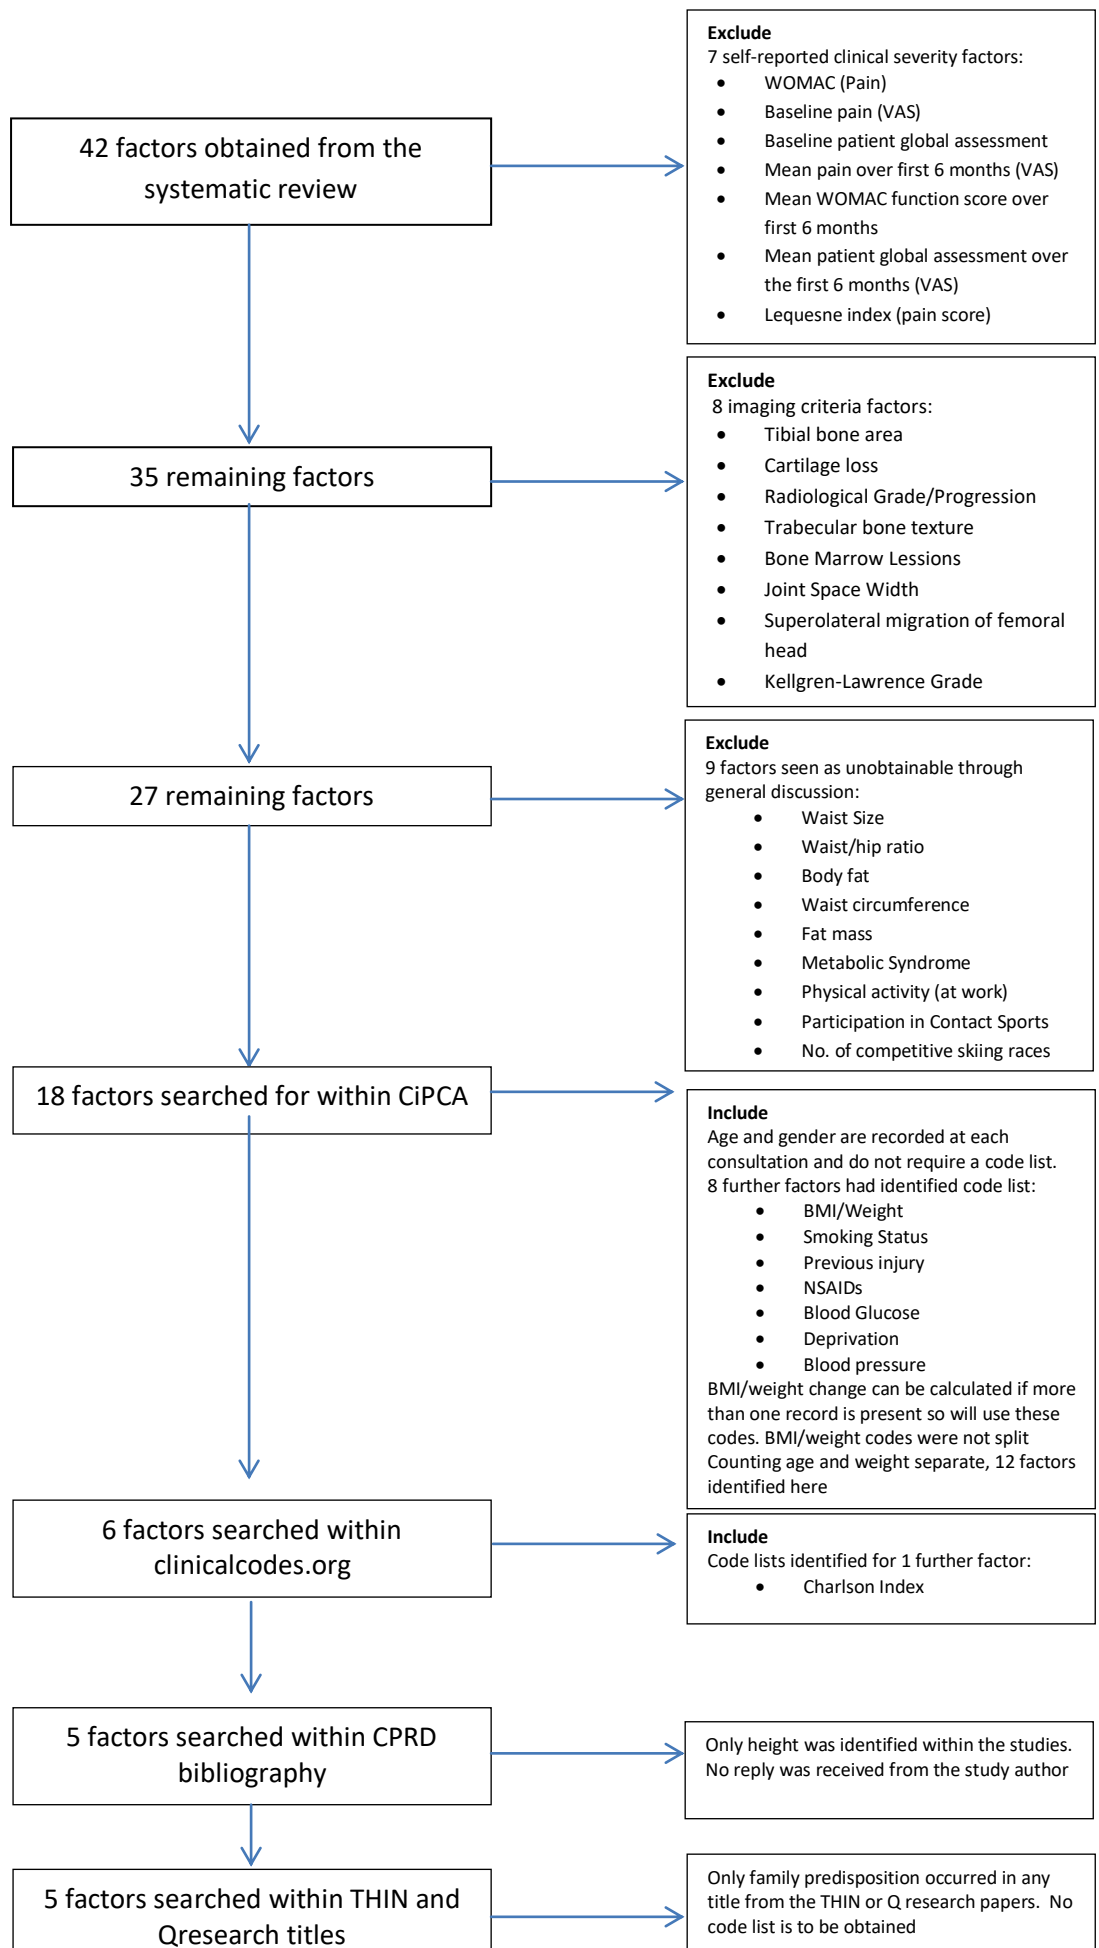 42 factors obtained from the
systematic review
Exclude
7 self-reported clinical severity factors:
• WOMAC (Pain)
• Baseline pain (VAS)
• Baseline patient global assessment
• Mean pain over first 6 months (VAS)
• Mean WOMAC function score over
first 6 months
• Mean patient global assessment over
the first 6 months (VAS)
• Lequesne index (pain score)
35 remaining factors
Exclude
8 imaging criteria factors:
• Tibial bone area
• Cartilage loss
• Radiological Grade/Progression
• Trabecular bone texture
• Bone Marrow Lessions
• Joint Space Width
• Superolateral migration of femoral
head
• Kellgren-Lawrence Grade
27 remaining factors
Exclude
9 factors seen as unobtainable through
general discussion:
• Waist Size
• Waist/hip ratio
• Body fat
• Waist circumference
• Fat mass
• Metabolic Syndrome
• Physical activity (at work)
• Participation in Contact Sports
• No. of competitive skiing races
18 factors searched for within CiPCA
Include
Age and gender are recorded at each
consultation and do not require a code list.
8 further factors had identified code list:
• BMI/Weight
• Smoking Status
• Previous injury
• NSAIDs
• Blood Glucose
• Deprivation
• Blood pressure
BMI/weight change can be calculated if more
than one record is present so will use these
codes. BMI/weight codes were not split
Counting age and weight separate, 12 factors
identified here
6 factors searched within
clinicalcodes.org
Include
Code lists identified for 1 further factor:
• Charlson Index
5 factors searched within CPRD
bibliography
Only height was identified within the studies.
No reply was received from the study author
5 factors searched within THIN and
Qresearch titles
Only family predisposition occurred in any
title from the THIN or Q research papers. No
code list is to be obtained